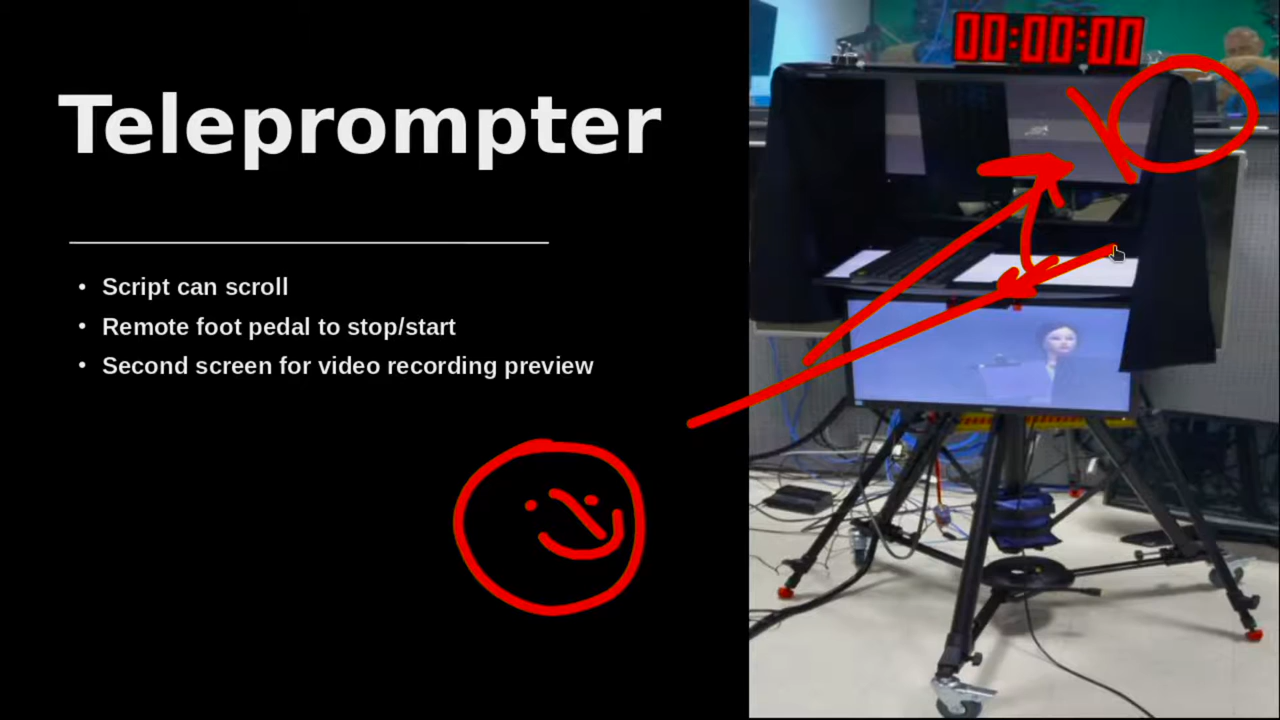 Teleprompter
00:00:00
• Script can scroll
• Remote foot pedal to stop/start
• Second screen for video recording preview